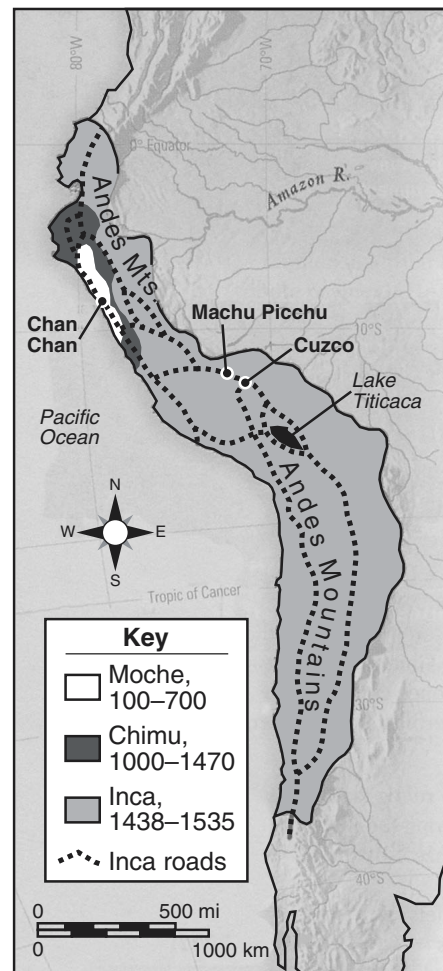 80°W
70°W
0° Equator
Amazon R.
Andes Mts.
10°S
Machu Picchu
Chan
Chan
Cuzco
Lake
Titicaca
Pacific
Ocean
N
W
E
S
Andes Mountains
Tropic of Cancer
Key
Moche,
100–700
Chimu,
1000–1470
Inca,
1438–1535
Inca roads
30°S
40°S
0 500 mi
0 1000 km